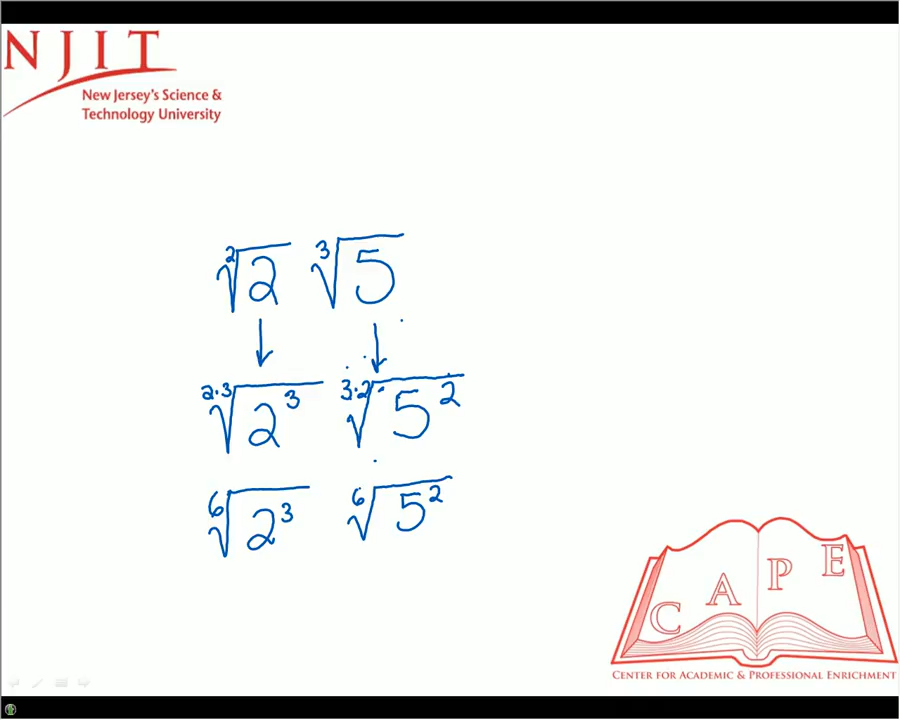 NJIT
New Jersey's Science &
Technology University
²√2 ³√5
²·³√2³ ³·²√5²
⁶√2³ ⁶√5²
C A P E
CENTER FOR ACADEMIC & PROFESSIONAL ENRICHMENT